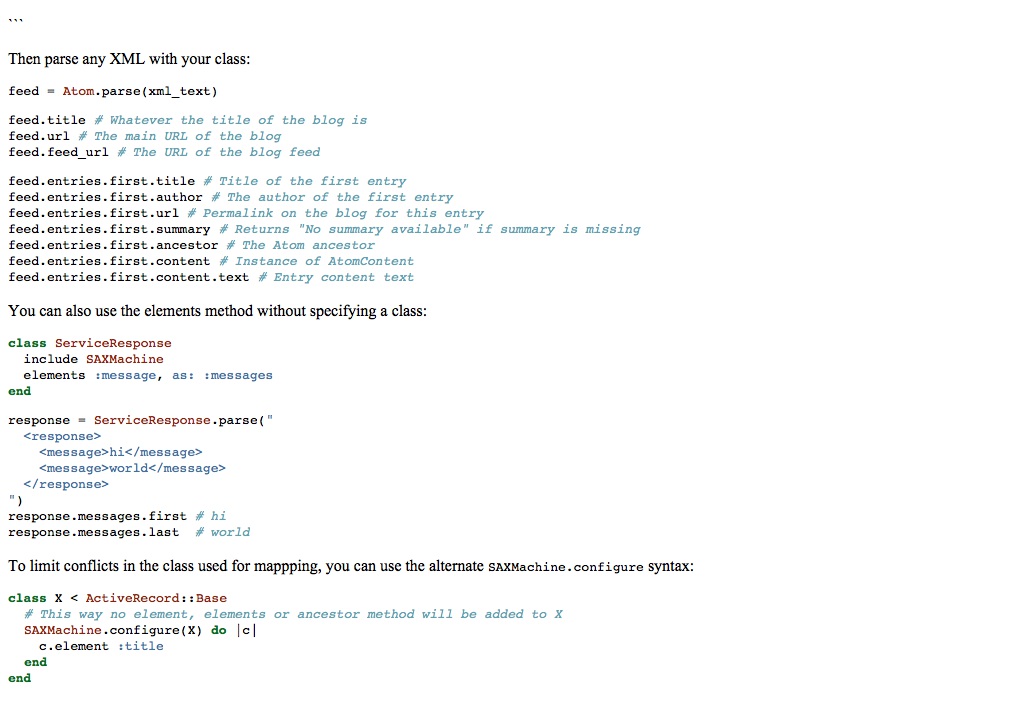 ```
Then parse any XML with your class:
feed = Atom.parse(xml_text)
feed.title # Whatever the title of the blog is
feed.url # The main URL of the blog
feed.feed_url # The URL of the blog feed
feed.entries.first.title # Title of the first entry
feed.entries.first.author # The author of the first entry
feed.entries.first.url # Permalink on the blog for this entry
feed.entries.first.summary # Returns "No summary available" if summary is missing
feed.entries.first.ancestor # The Atom ancestor
feed.entries.first.content # Instance of AtomContent
feed.entries.first.content.text # Entry content text
You can also use the elements method without specifying a class:
class ServiceResponse
  include SAXMachine
  elements :message, as: :messages
end
response = ServiceResponse.parse("
  <response>
    <message>hi</message>
    <message>world</message>
  </response>
")
response.messages.first # hi
response.messages.last  # world
To limit conflicts in the class used for mappping, you can use the alternate SAXMachine.configure syntax:
class X < ActiveRecord::Base
  # This way no element, elements or ancestor method will be added to X
  SAXMachine.configure(X) do |c|
    c.element :title
  end
end